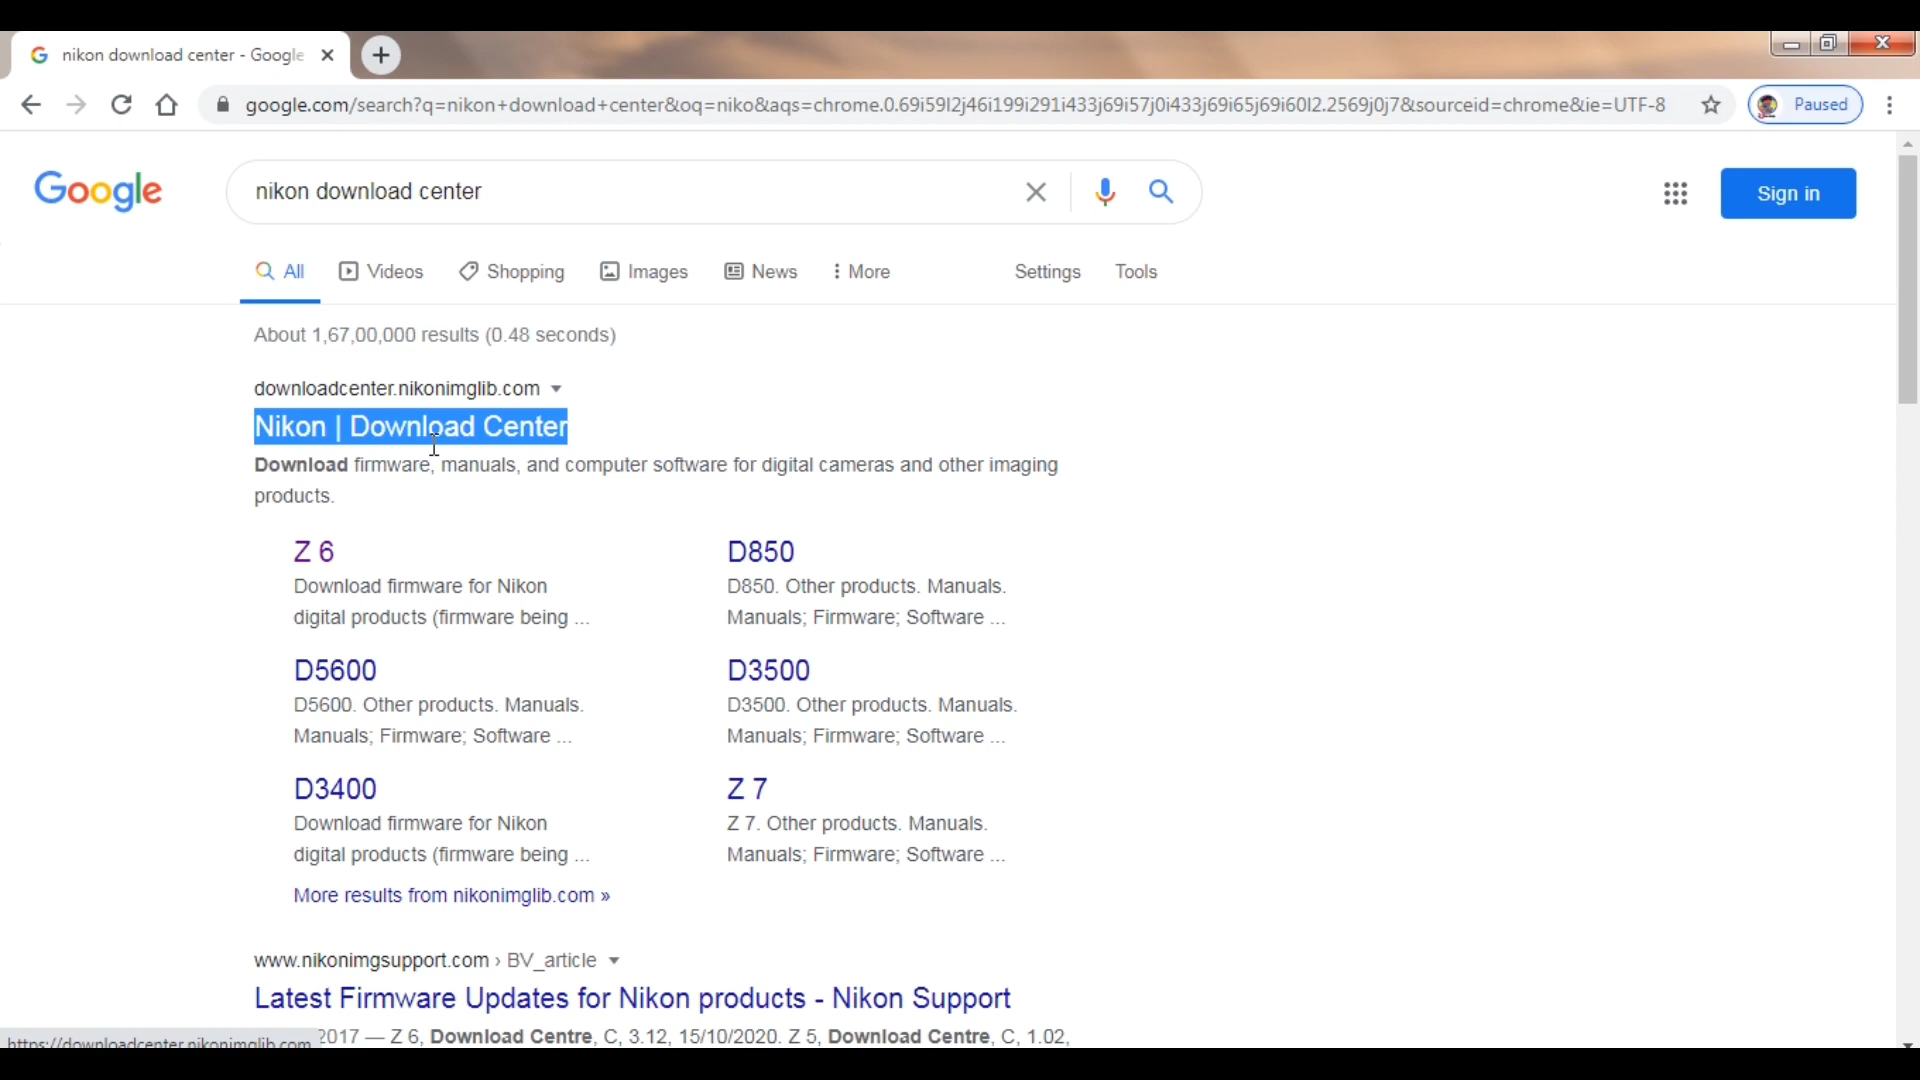 nikon download center - Google
google.com/search?q=nikon+download+center&oq=niko&aqs=chrome.0.69i59l2j46i199i291i433j69i57j0i433j69i65j69i60l2.2569j0j7&sourceid=chrome&ie=UTF-8
Paused
Google
nikon download center
Sign in
All Videos Shopping Images News More Settings Tools
About 1,67,00,000 results (0.48 seconds)
downloadcenter.nikonimglib.com
Nikon | Download Center
Download firmware, manuals, and computer software for digital cameras and other imaging
products.
Z 6
Download firmware for Nikon
digital products (firmware being ...
D850
D850. Other products. Manuals.
Manuals; Firmware; Software ...
D5600
D5600. Other products. Manuals.
Manuals; Firmware; Software ...
D3500
D3500. Other products. Manuals.
Manuals; Firmware; Software ...
D3400
Download firmware for Nikon
digital products (firmware being ...
Z 7
Z 7. Other products. Manuals.
Manuals; Firmware; Software ...
More results from nikonimglib.com »
www.nikonimgsupport.com › BV_article
Latest Firmware Updates for Nikon products - Nikon Support
2017 — Z 6, Download Centre, C, 3.12, 15/10/2020. Z 5, Download Centre, C, 1.02,
https://downloadcenter.nikonimglib.com